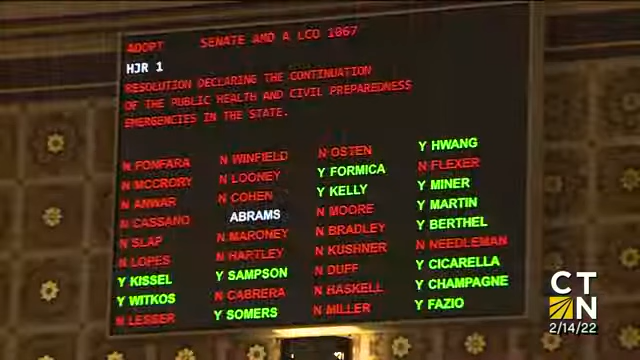 ADOPT SENATE AMD A LCO 1067
HJR 1
RESOLUTION DECLARING THE CONTINUATION
OF THE PUBLIC HEALTH AND CIVIL PREPAREDNESS
EMERGENCIES IN THE STATE.
N FONFARA
N MCCRORY
N ANWAR
N CASSANO
N SLAP
N LOPES
Y KISSEL
Y WITKOS
N LESSER
N WINFIELD
N LOONEY
N COHEN
ABRAMS
N MARONEY
N HARTLEY
Y SAMPSON
N CABRERA
Y SOMERS
N OSTEN
Y FORMICA
Y KELLY
N MOORE
N BRADLEY
N KUSHNER
N DUFF
N HASKELL
N MILLER
Y HWANG
N FLEXER
Y MINER
Y MARTIN
Y BERTHEL
N NEEDLEMAN
Y CICARELLA
Y CHAMPAGNE
Y FAZIO
CT
N
2/14/22